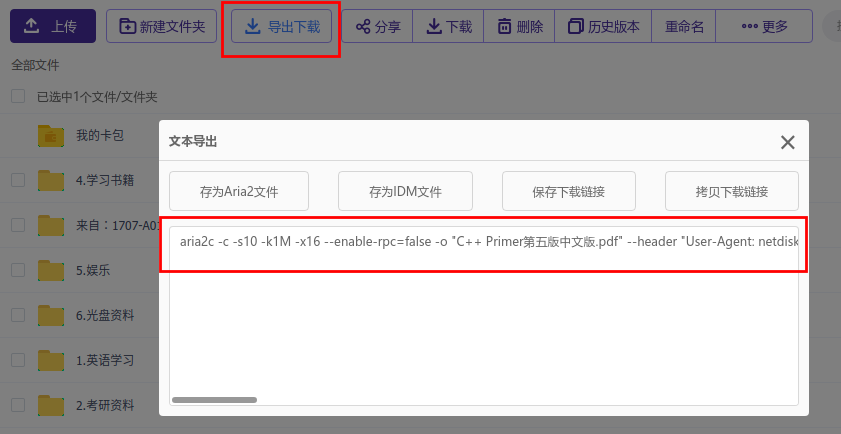 上传 新建文件夹 导出下载 分享 下载 删除 历史版本 重命名 更多
全部文件
已选中1个文件/文件夹
我的卡包
4.学习书籍
来自：1707-A01
5.娱乐
6.光盘资料
1.英语学习
2.考研资料
文本导出
存为Aria2文件 存为IDM文件 保存下载链接 拷贝下载链接
aria2c -c -s10 -k1M -x16 --enable-rpc=false -o "C++ Primer第五版中文版.pdf" --header "User-Agent: netdisk